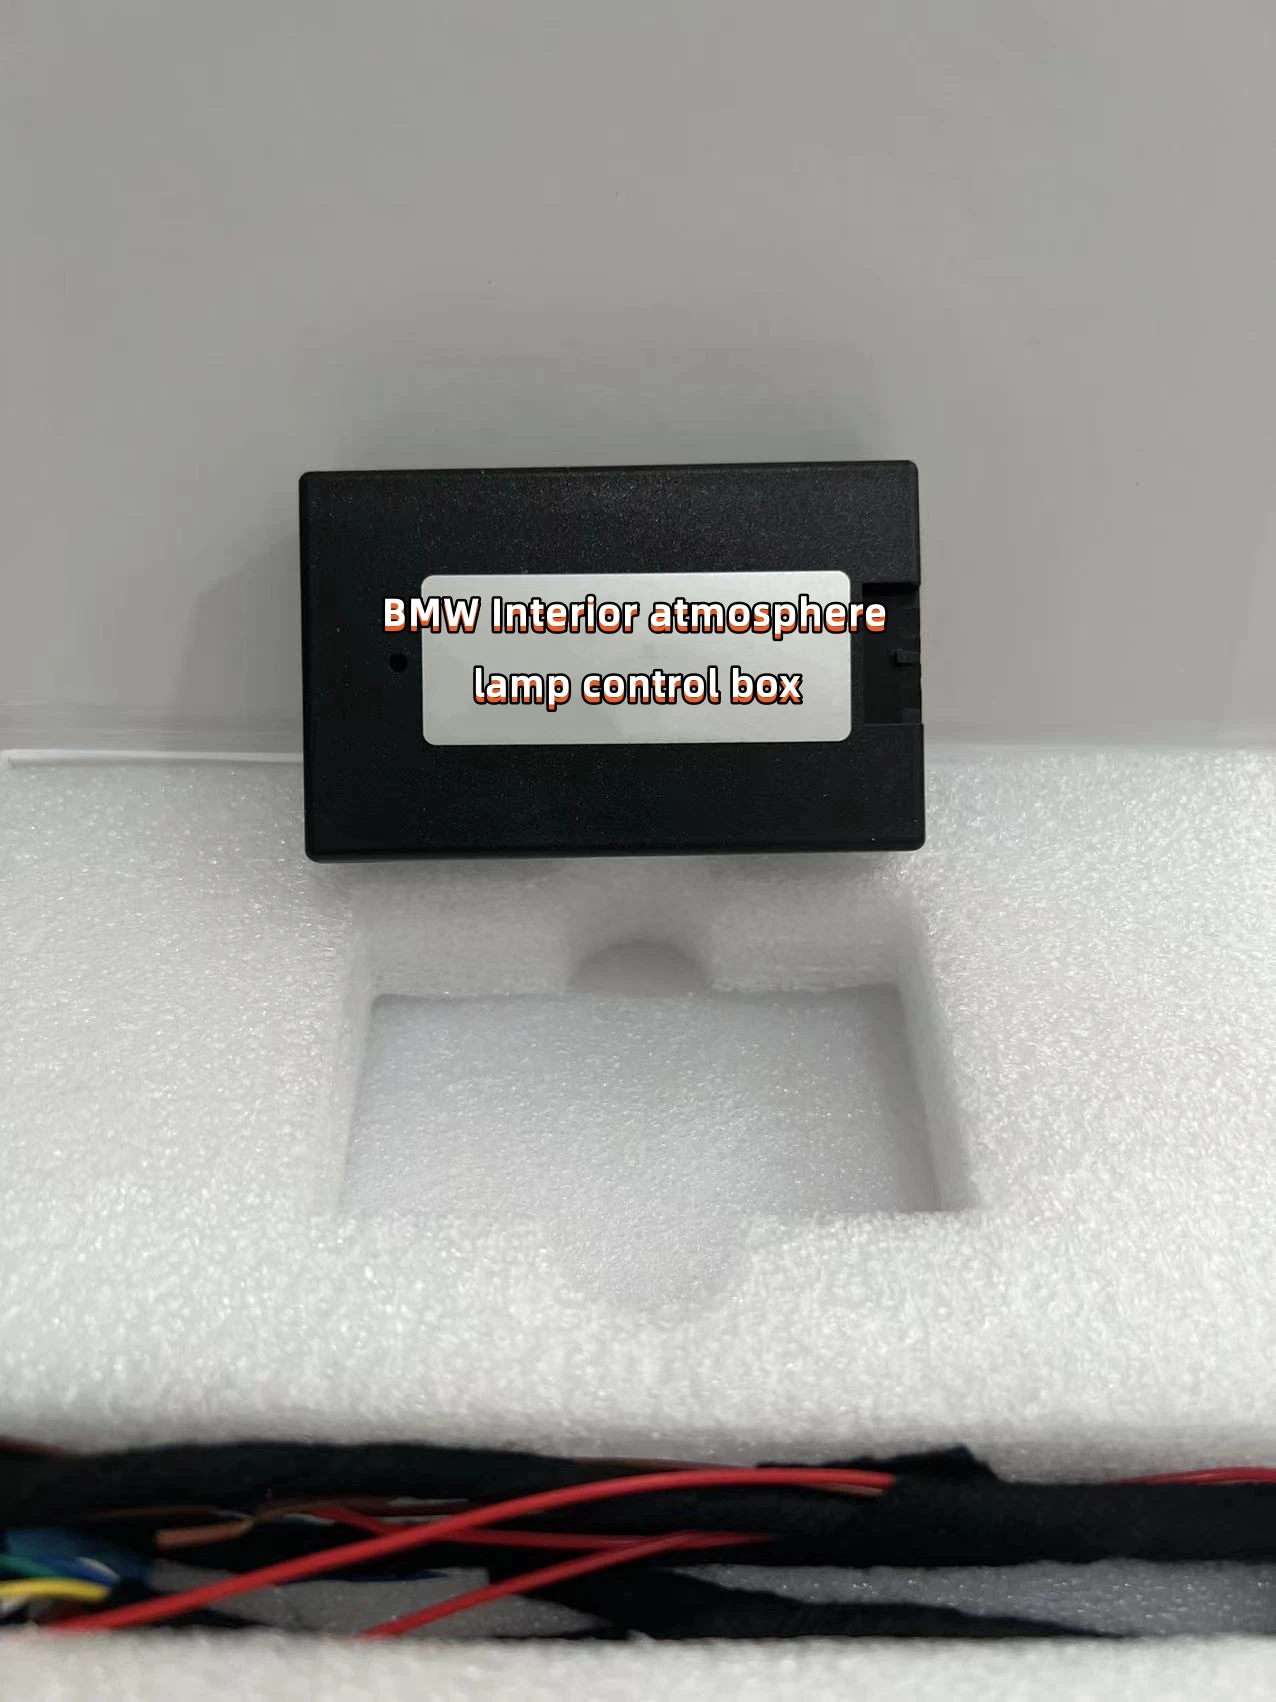 BMW Interior atmosphere
lamp control box